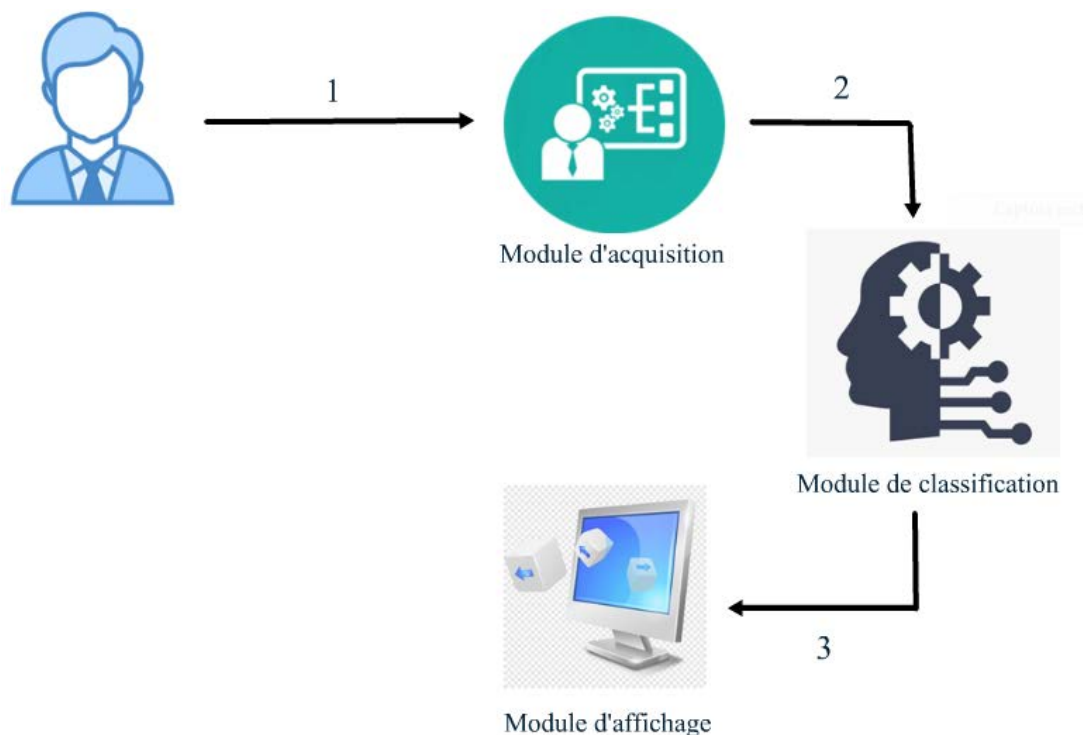 1
2
Module d'acquisition
Module de classification
3
Module d'affichage